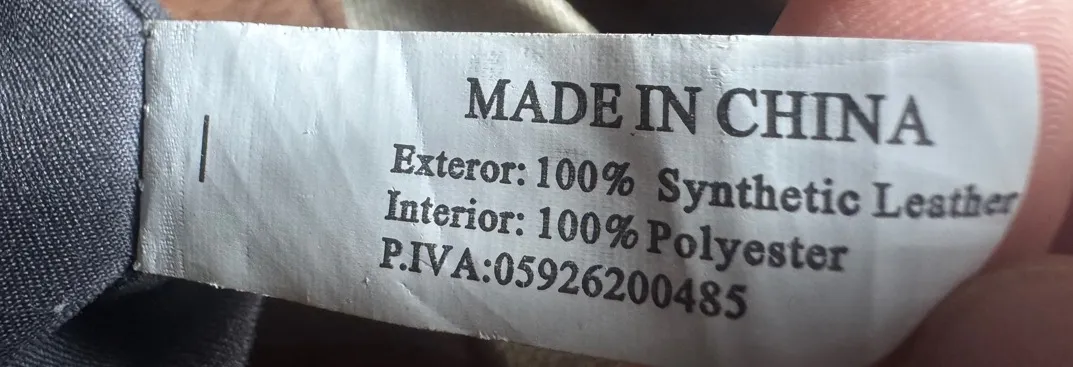 MADE IN CHINA
Exteror: 100% Synthetic Leather
Interior: 100% Polyester
P.IVA:05926200485